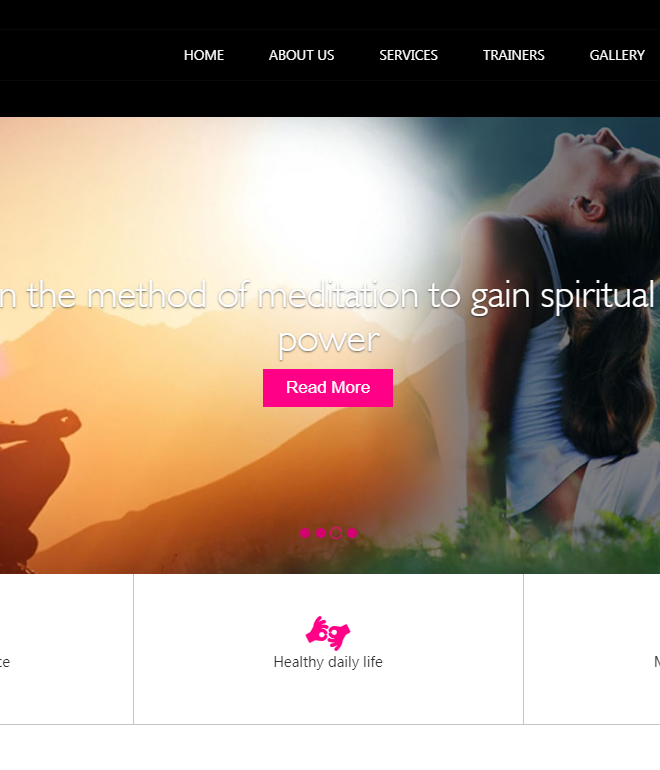 HOME ABOUT US SERVICES TRAINERS GALLERY
the method of meditation to gain spiritual
power
Read More
Healthy daily life